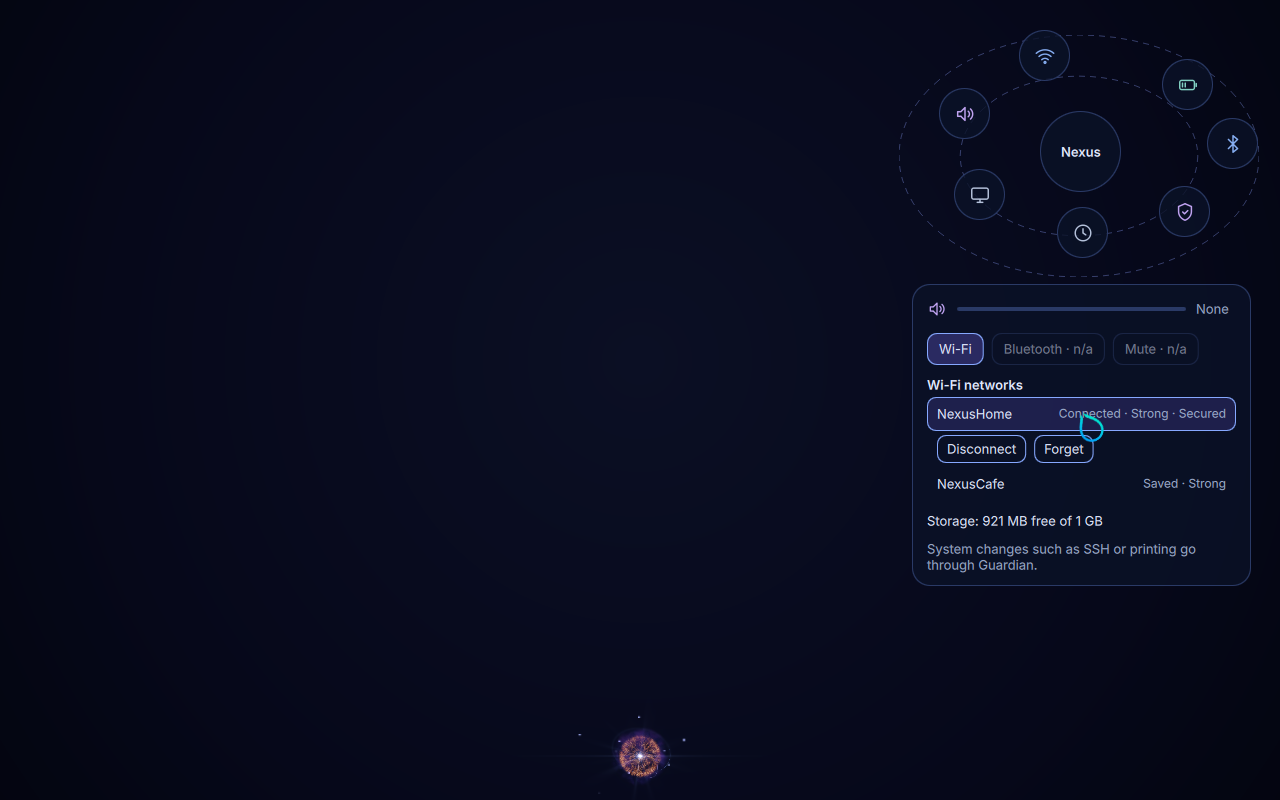 Nexus
None
Wi-Fi
Bluetooth · n/a
Mute · n/a
Wi-Fi networks
NexusHome
Connected · Strong · Secured
Disconnect
Forget
NexusCafe
Saved · Strong
Storage: 921 MB free of 1 GB
System changes such as SSH or printing go
through Guardian.